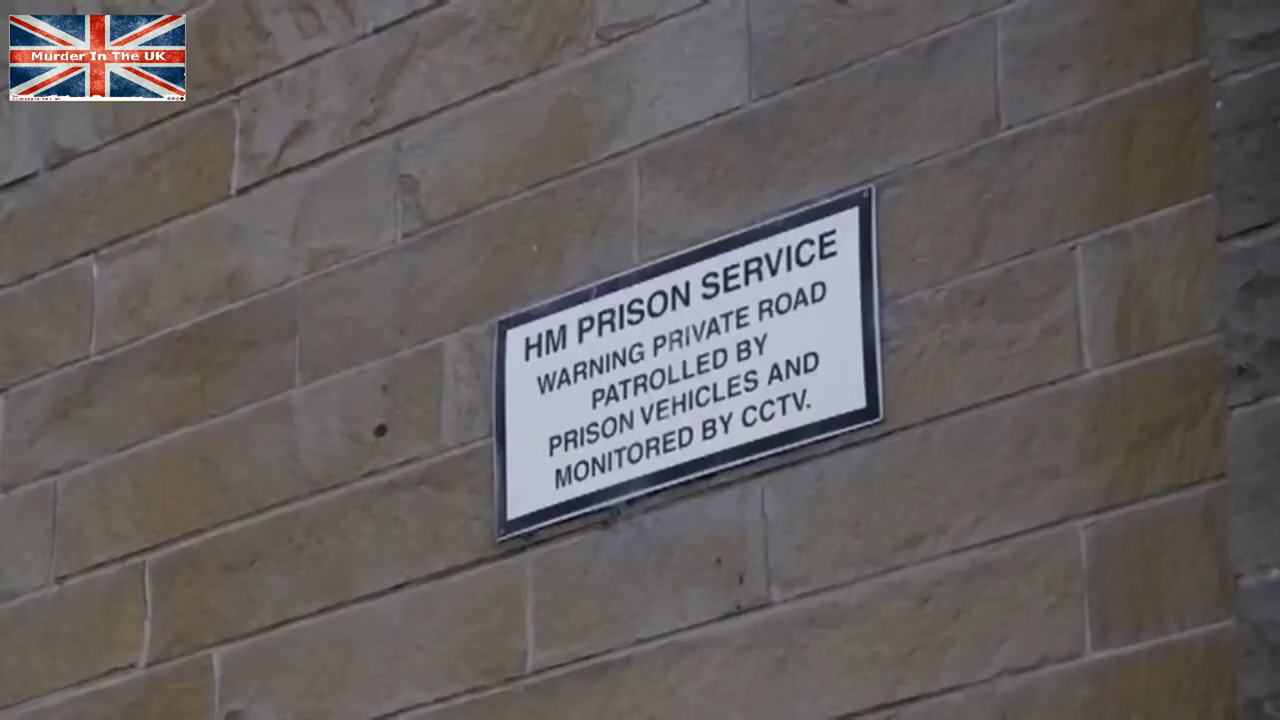 Murder In The UK
HM PRISON SERVICE
WARNING PRIVATE ROAD
PATROLLED BY
PRISON VEHICLES AND
MONITORED BY CCTV.